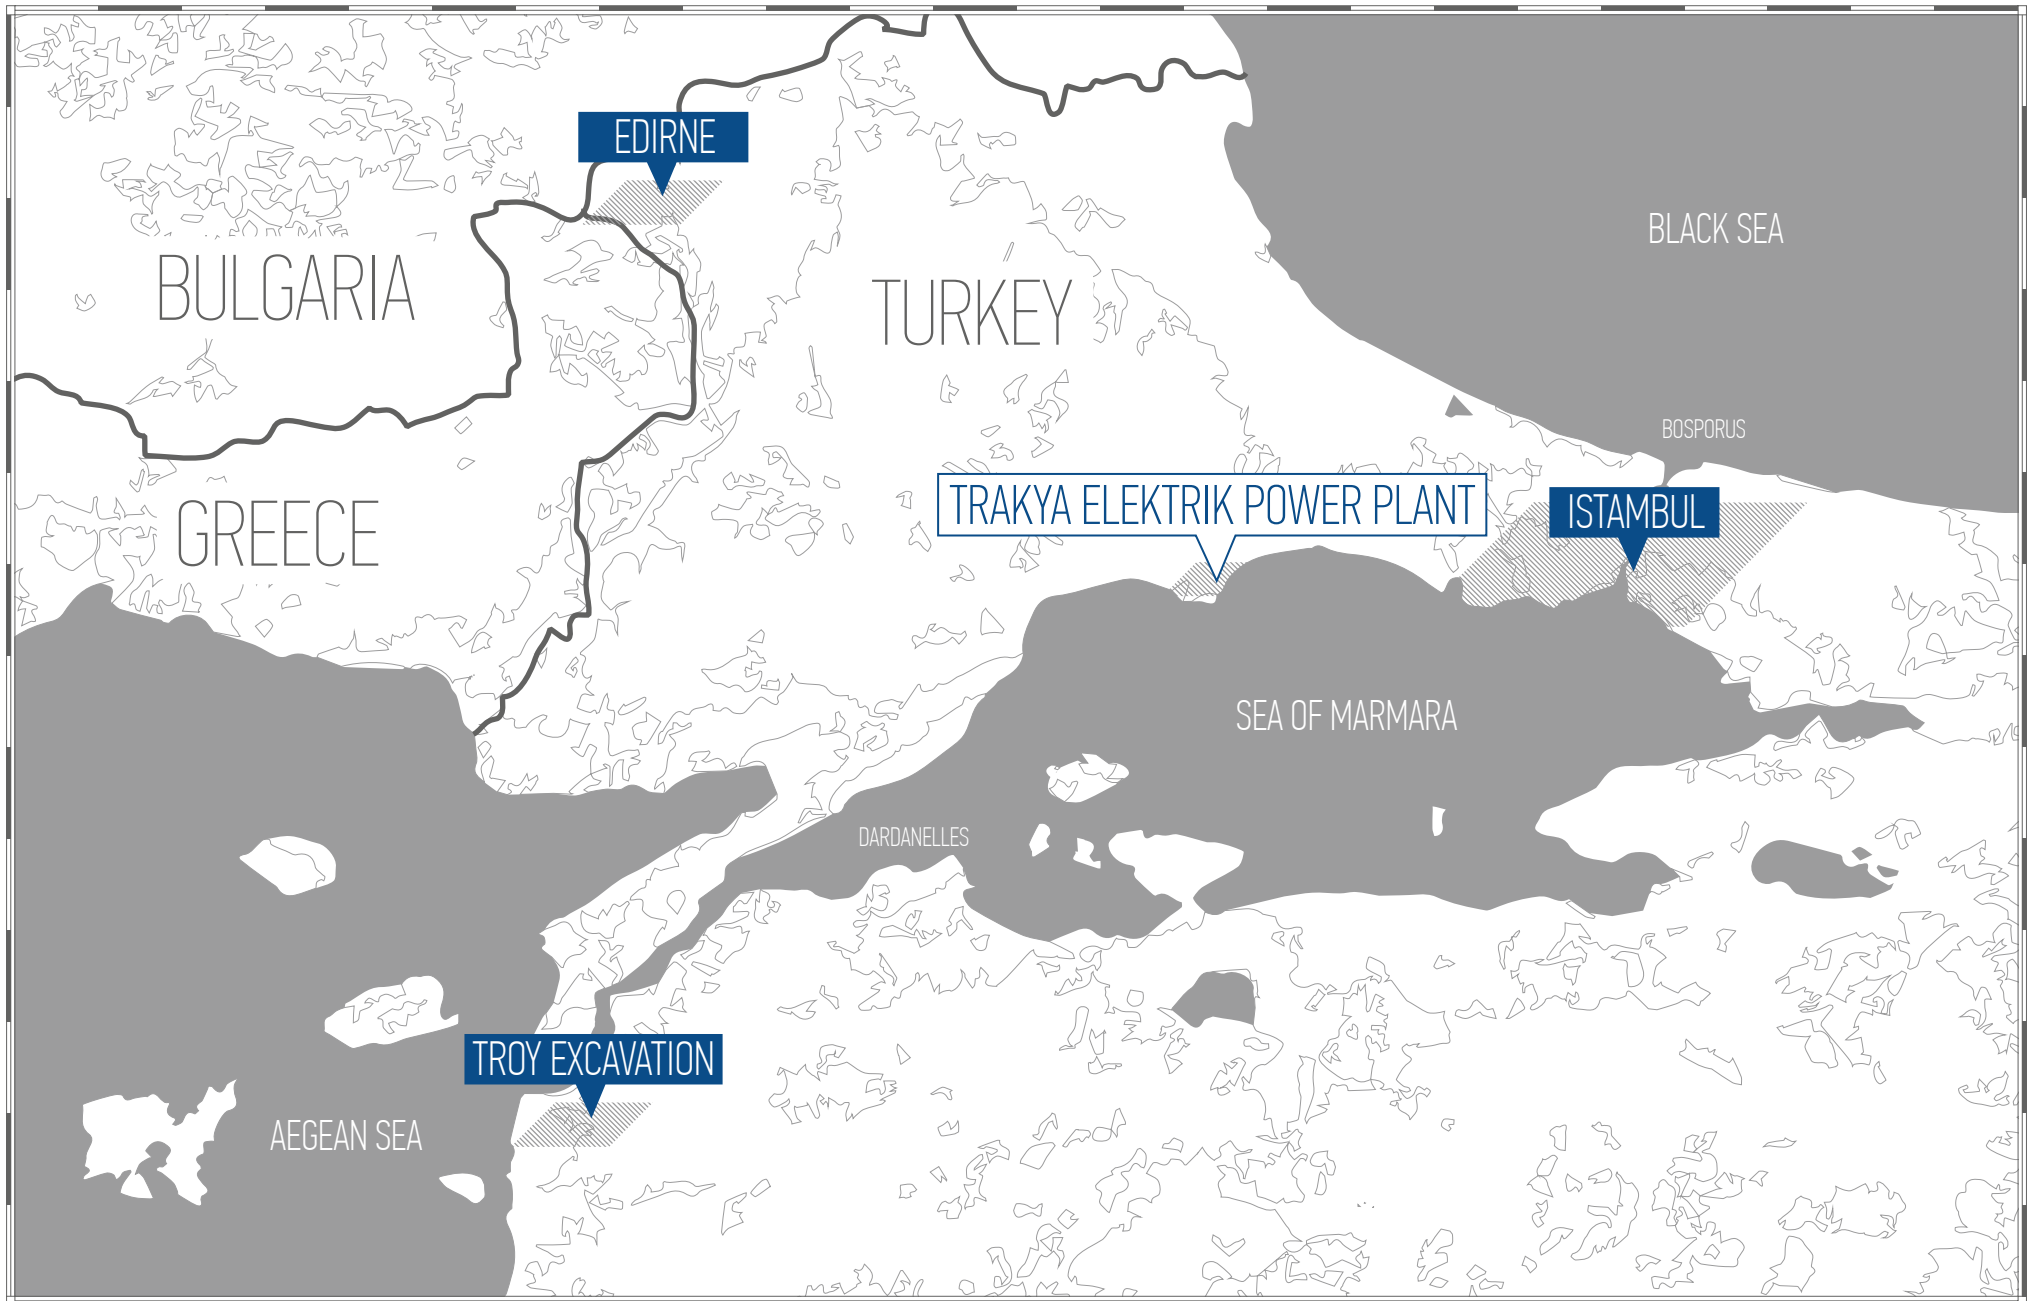 EDIRNE
BLACK SEA
BULGARIA
TURKEY
BOSPORUS
TRAKYA ELEKTRIK POWER PLANT
ISTAMBUL
GREECE
SEA OF MARMARA
DARDANELLES
TROY EXCAVATION
AEGEAN SEA